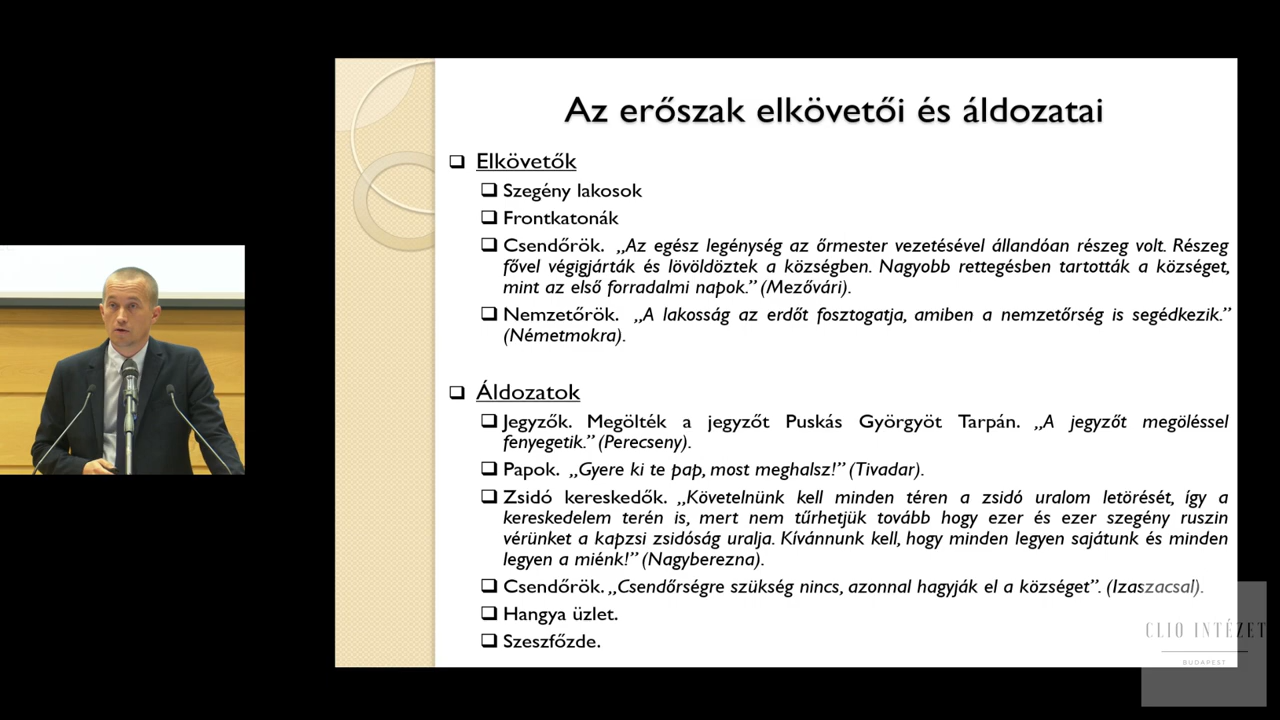 Az erőszak elkövetői és áldozatai
❑ Elkövetők
❑ Szegény lakosok
❑ Frontkatonák
❑ Csendőrök. „Az egész legénység az őrmester vezetésével állandóan részeg volt. Részeg
fővel végigjárták és lövöldöztek a községben. Nagyobb rettegésben tartották a községet,
mint az első forradalmi napok.” (Mezővári).
❑ Nemzetőrök. „A lakosság az erdőt fosztogatja, amiben a nemzetőrség is segédkezik.”
(Németmokra).
❑ Áldozatok
❑ Jegyzők. Megölték a jegyzőt Puskás Györgyöt Tarpán. „A jegyzőt megöléssel
fenyegetik.” (Perecseny).
❑ Papok. „Gyere ki te pap, most meghalsz!” (Tivadar).
❑ Zsidó kereskedők. „Követelnünk kell minden téren a zsidó uralom letörését, így a
kereskedelem terén is, mert nem tűrhetjük tovább hogy ezer és ezer szegény ruszin
vérünket a kapzsi zsidóság uralja. Kívánnunk kell, hogy minden legyen sajátunk és minden
legyen a miénk!” (Nagyberezna).
❑ Csendőrök. „Csendőrségre szükség nincs, azonnal hagyják el a községet”. (Izaszacsal).
❑ Hangya üzlet.
❑ Szeszfőzde.
CLIO INTÉZET
BUDAPEST